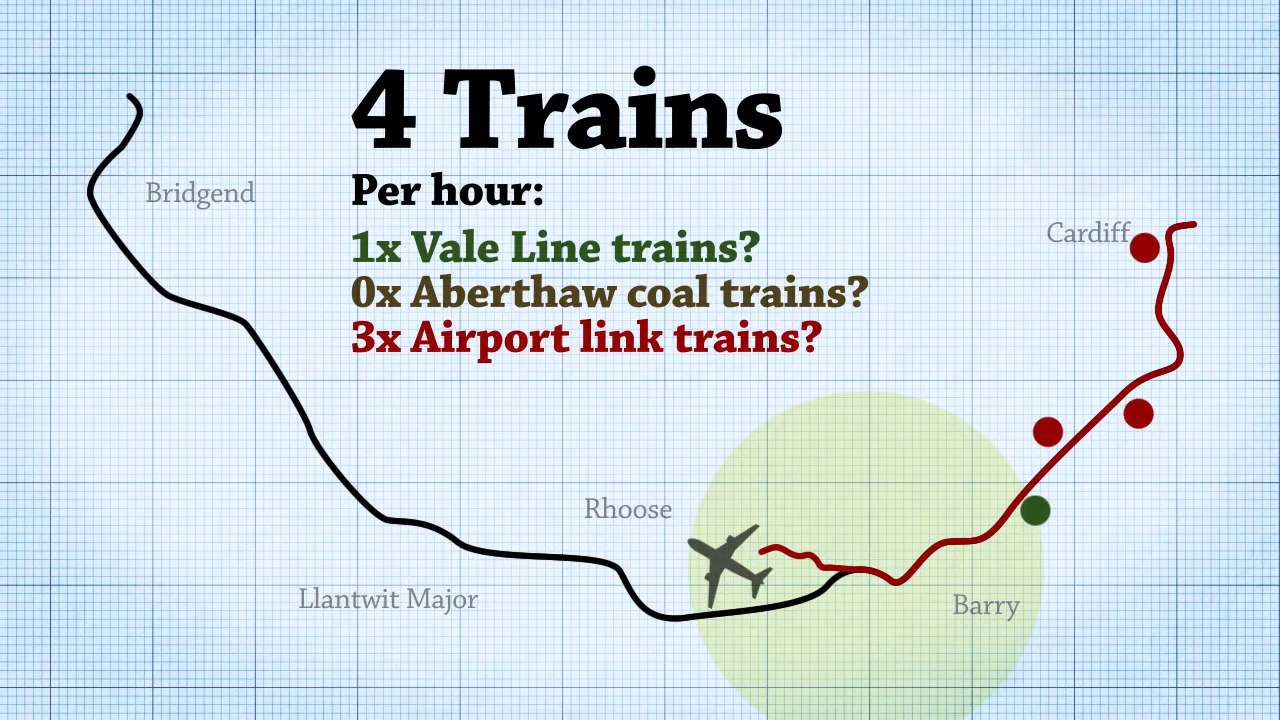 4 Trains
Per hour:
1x Vale Line trains?
0x Aberthaw coal trains?
3x Airport link trains?
Bridgend
Cardiff
Rhoose
Llantwit Major
Barry